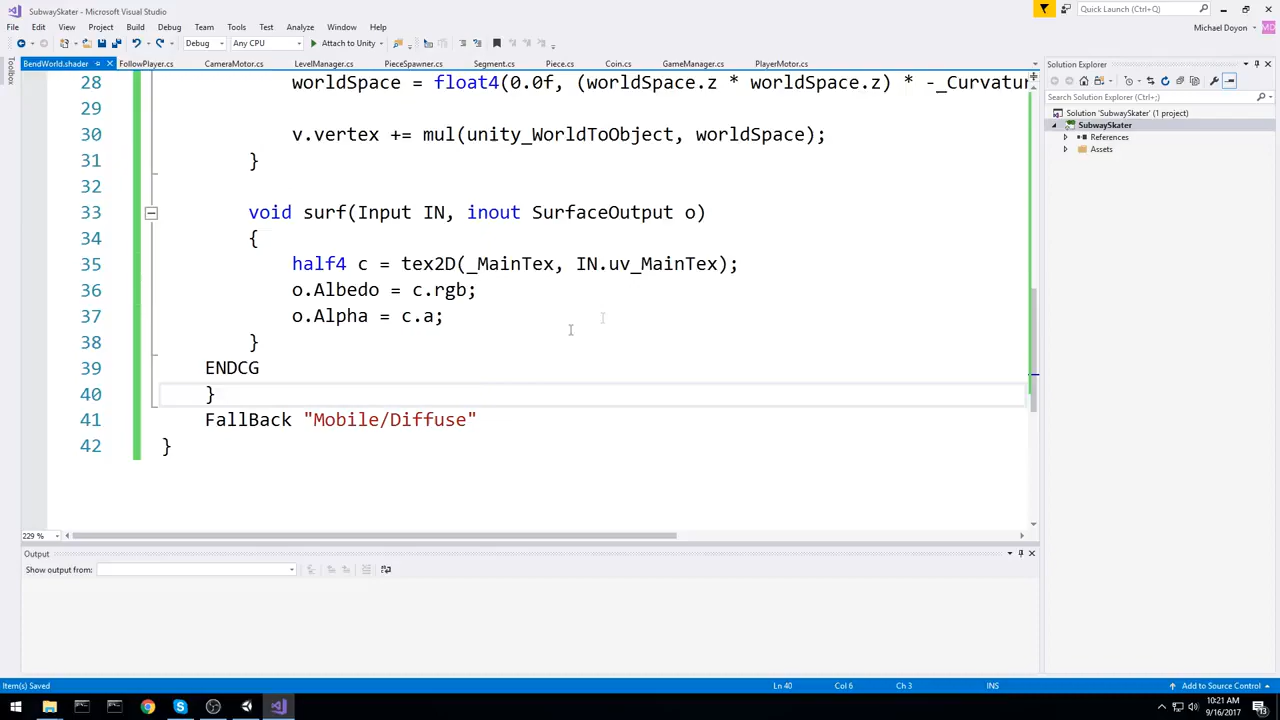 SubwaySkater - Microsoft Visual Studio
Quick Launch (Ctrl+Q)
File Edit View Project Build Debug Team Tools Test Analyze Window Help
Michael Doyon
MD
Debug Any CPU Attach to Unity
Toolbox
BendWorld.shader FollowPlayer.cs CameraMotor.cs LevelManager.cs PieceSpawner.cs Segment.cs Piece.cs Coin.cs GameManager.cs PlayerMotor.cs
Solution Explorer
Search Solution Explorer (Ctrl+;)
Solution 'SubwaySkater' (1 project)
SubwaySkater
References
Assets
28 worldSpace = float4(0.0f, (worldSpace.z * worldSpace.z) * -_Curvatur
29
30 v.vertex += mul(unity_WorldToObject, worldSpace);
31 }
32
33 void surf(Input IN, inout SurfaceOutput o)
34 {
35 half4 c = tex2D(_MainTex, IN.uv_MainTex);
36 o.Albedo = c.rgb;
37 o.Alpha = c.a;
38 }
39 ENDCG
40 }
41 FallBack "Mobile/Diffuse"
42 }
229 %
Output
Show output from:
Item(s) Saved Ln 40 Col 6 Ch 3 INS Add to Source Control
10:21 AM
9/16/2017
13